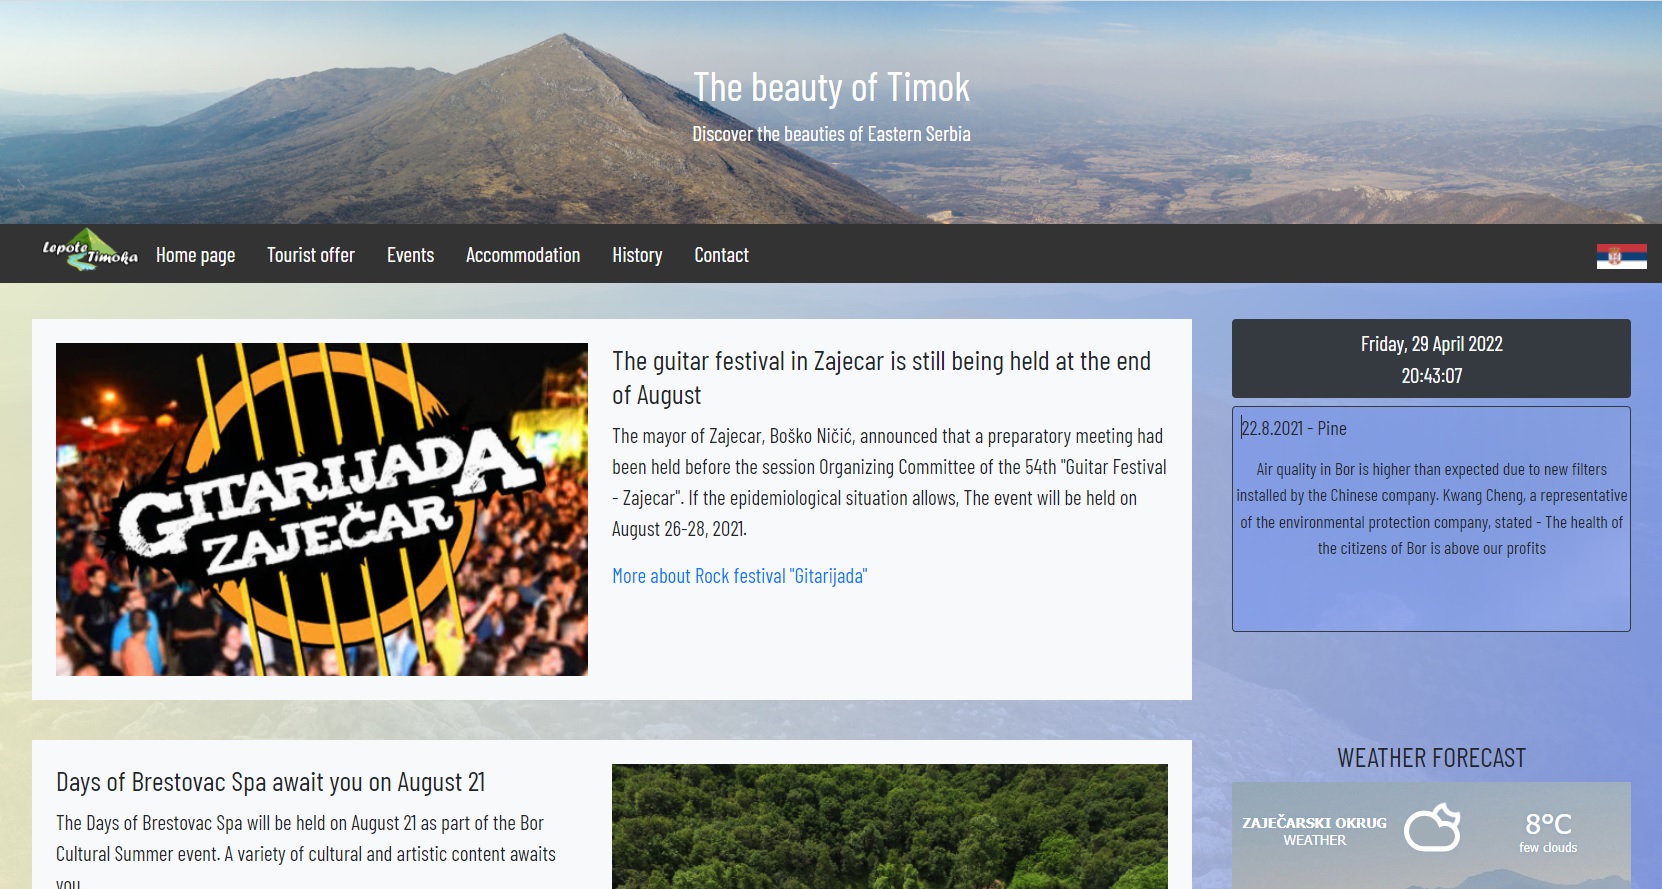 The beauty of Timok
Discover the beauties of Eastern Serbia
Lepote
Timoka
Home page
Tourist offer
Events
Accommodation
History
Contact
GITARIJADA
ZAJEČAR
The guitar festival in Zajecar is still being held at the end
of August
The mayor of Zajecar, Boško Ničić, announced that a preparatory meeting had
been held before the session Organizing Committee of the 54th "Guitar Festival
- Zajecar". If the epidemiological situation allows, The event will be held on
August 26-28, 2021.
More about Rock festival "Gitarijada"
Friday, 29 April 2022
20:43:07
22.8.2021 - Pine
Air quality in Bor is higher than expected due to new filters
installed by the Chinese company. Kwang Cheng, a representative
of the environmental protection company, stated - The health of
the citizens of Bor is above our profits
Days of Brestovac Spa await you on August 21
The Days of Brestovac Spa will be held on August 21 as part of the Bor
Cultural Summer event. A variety of cultural and artistic content awaits
you
WEATHER FORECAST
ZAJEČARSKI OKRUG
WEATHER
8°C
few clouds